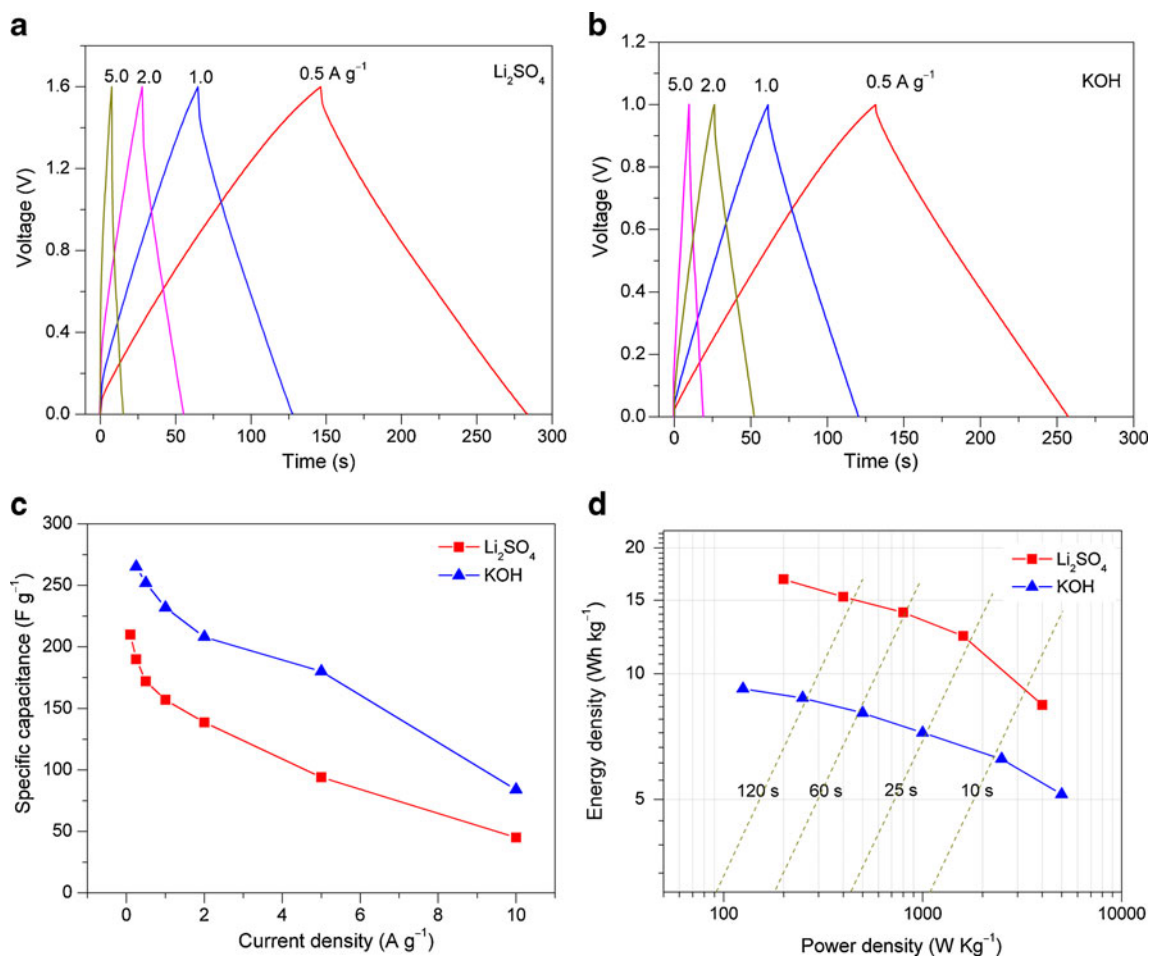 a
5.0 2.0 1.0 0.5 A g⁻¹ Li₂SO₄
1.6
1.2
0.8
0.4
0.0
Voltage (V)
0 50 100 150 200 250 300
Time (s)
b
1.2
5.0 2.0 1.0 0.5 A g⁻¹ KOH
1.0
0.8
0.6
0.4
0.2
0.0
Voltage (V)
0 50 100 150 200 250 300
Time (s)
c
300
250
200
150
100
50
0
Specific capacitance (F g⁻¹)
Li₂SO₄
KOH
0 2 4 6 8 10
Current density (A g⁻¹)
d
20
15
10
5
Energy density (Wh kg⁻¹)
Li₂SO₄
KOH
120 s 60 s 25 s 10 s
100 1000 10000
Power density (W Kg⁻¹)